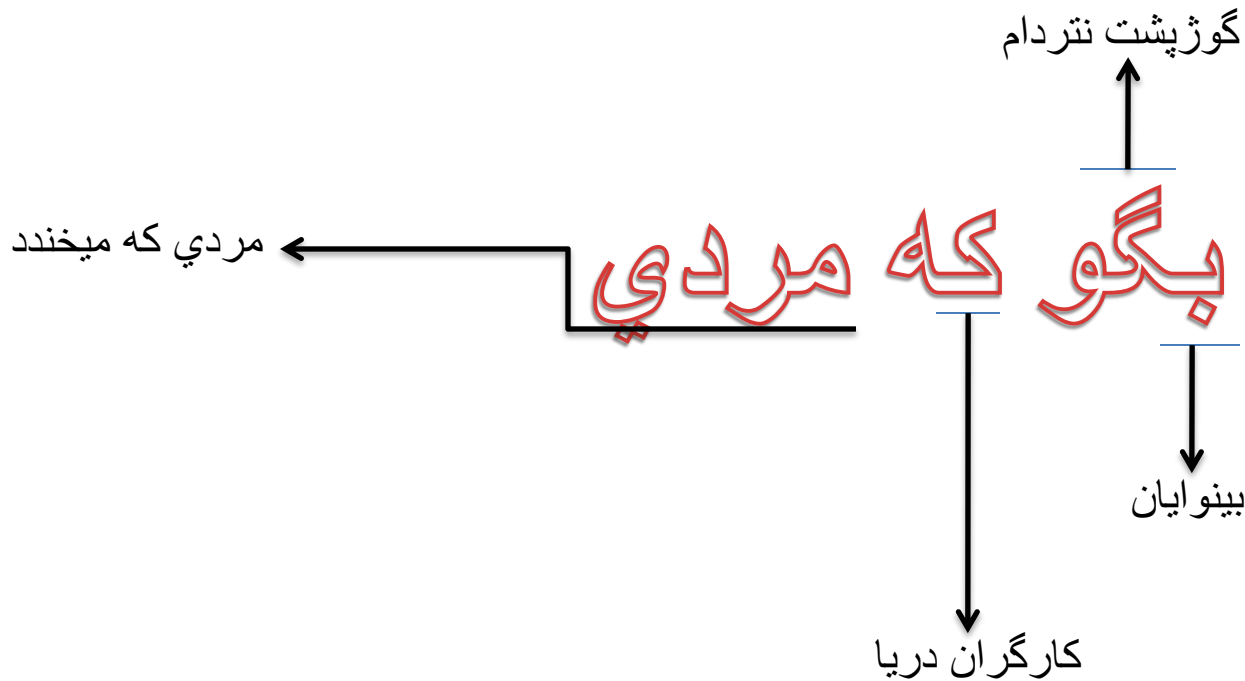 گوژپشت نتردام
بگو که مردي
مردي که ميخندد
بينوايان
کارگران دريا